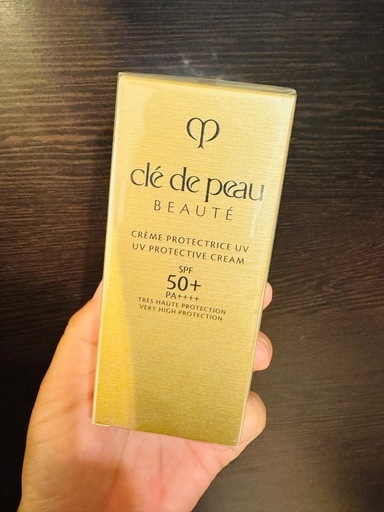 clé de peau
BEAUTÉ
CRÈME PROTECTRICE UV
UV PROTECTIVE CREAM
SPF
50+
PA++++
TRÈS HAUTE PROTECTION
VERY HIGH PROTECTION